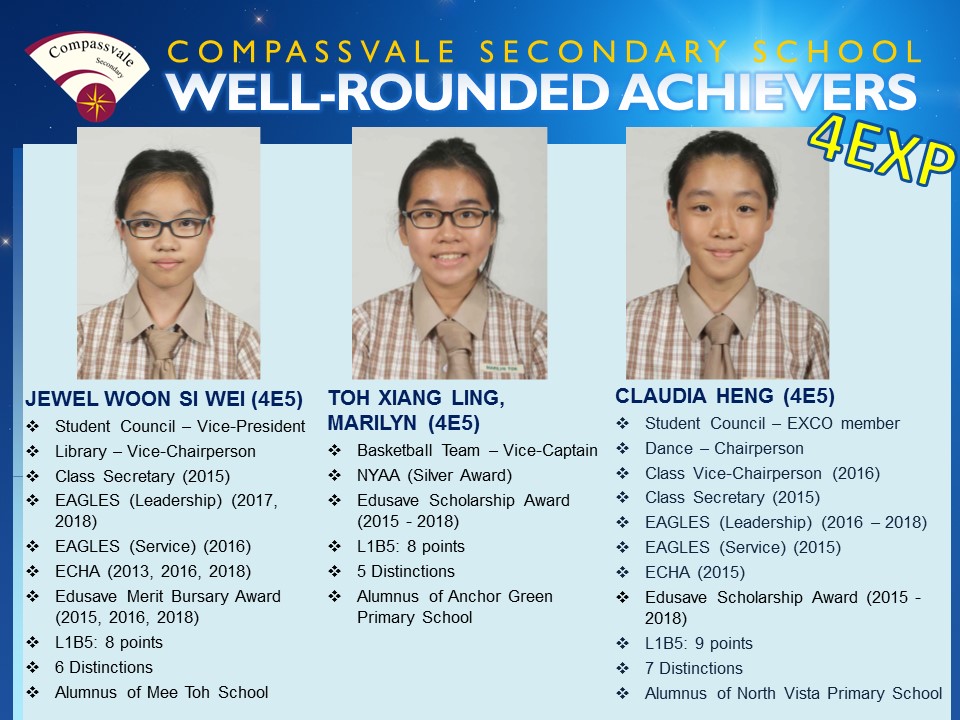 Compassvale
Secondary
COMPASSVALE SECONDARY SCHOOL
WELL-ROUNDED ACHIEVERS
4EXP
MARILYN TOH
JEWEL WOON SI WEI (4E5)
❖ Student Council – Vice-President
❖ Library – Vice-Chairperson
❖ Class Secretary (2015)
❖ EAGLES (Leadership) (2017,
2018)
❖ EAGLES (Service) (2016)
❖ ECHA (2013, 2016, 2018)
❖ Edusave Merit Bursary Award
(2015, 2016, 2018)
❖ L1B5: 8 points
❖ 6 Distinctions
❖ Alumnus of Mee Toh School
TOH XIANG LING,
MARILYN (4E5)
❖ Basketball Team – Vice-Captain
❖ NYAA (Silver Award)
❖ Edusave Scholarship Award
(2015 - 2018)
❖ L1B5: 8 points
❖ 5 Distinctions
❖ Alumnus of Anchor Green
Primary School
CLAUDIA HENG (4E5)
❖ Student Council – EXCO member
❖ Dance – Chairperson
❖ Class Vice-Chairperson (2016)
❖ Class Secretary (2015)
❖ EAGLES (Leadership) (2016 – 2018)
❖ EAGLES (Service) (2015)
❖ ECHA (2015)
❖ Edusave Scholarship Award (2015 -
2018)
❖ L1B5: 9 points
❖ 7 Distinctions
❖ Alumnus of North Vista Primary School